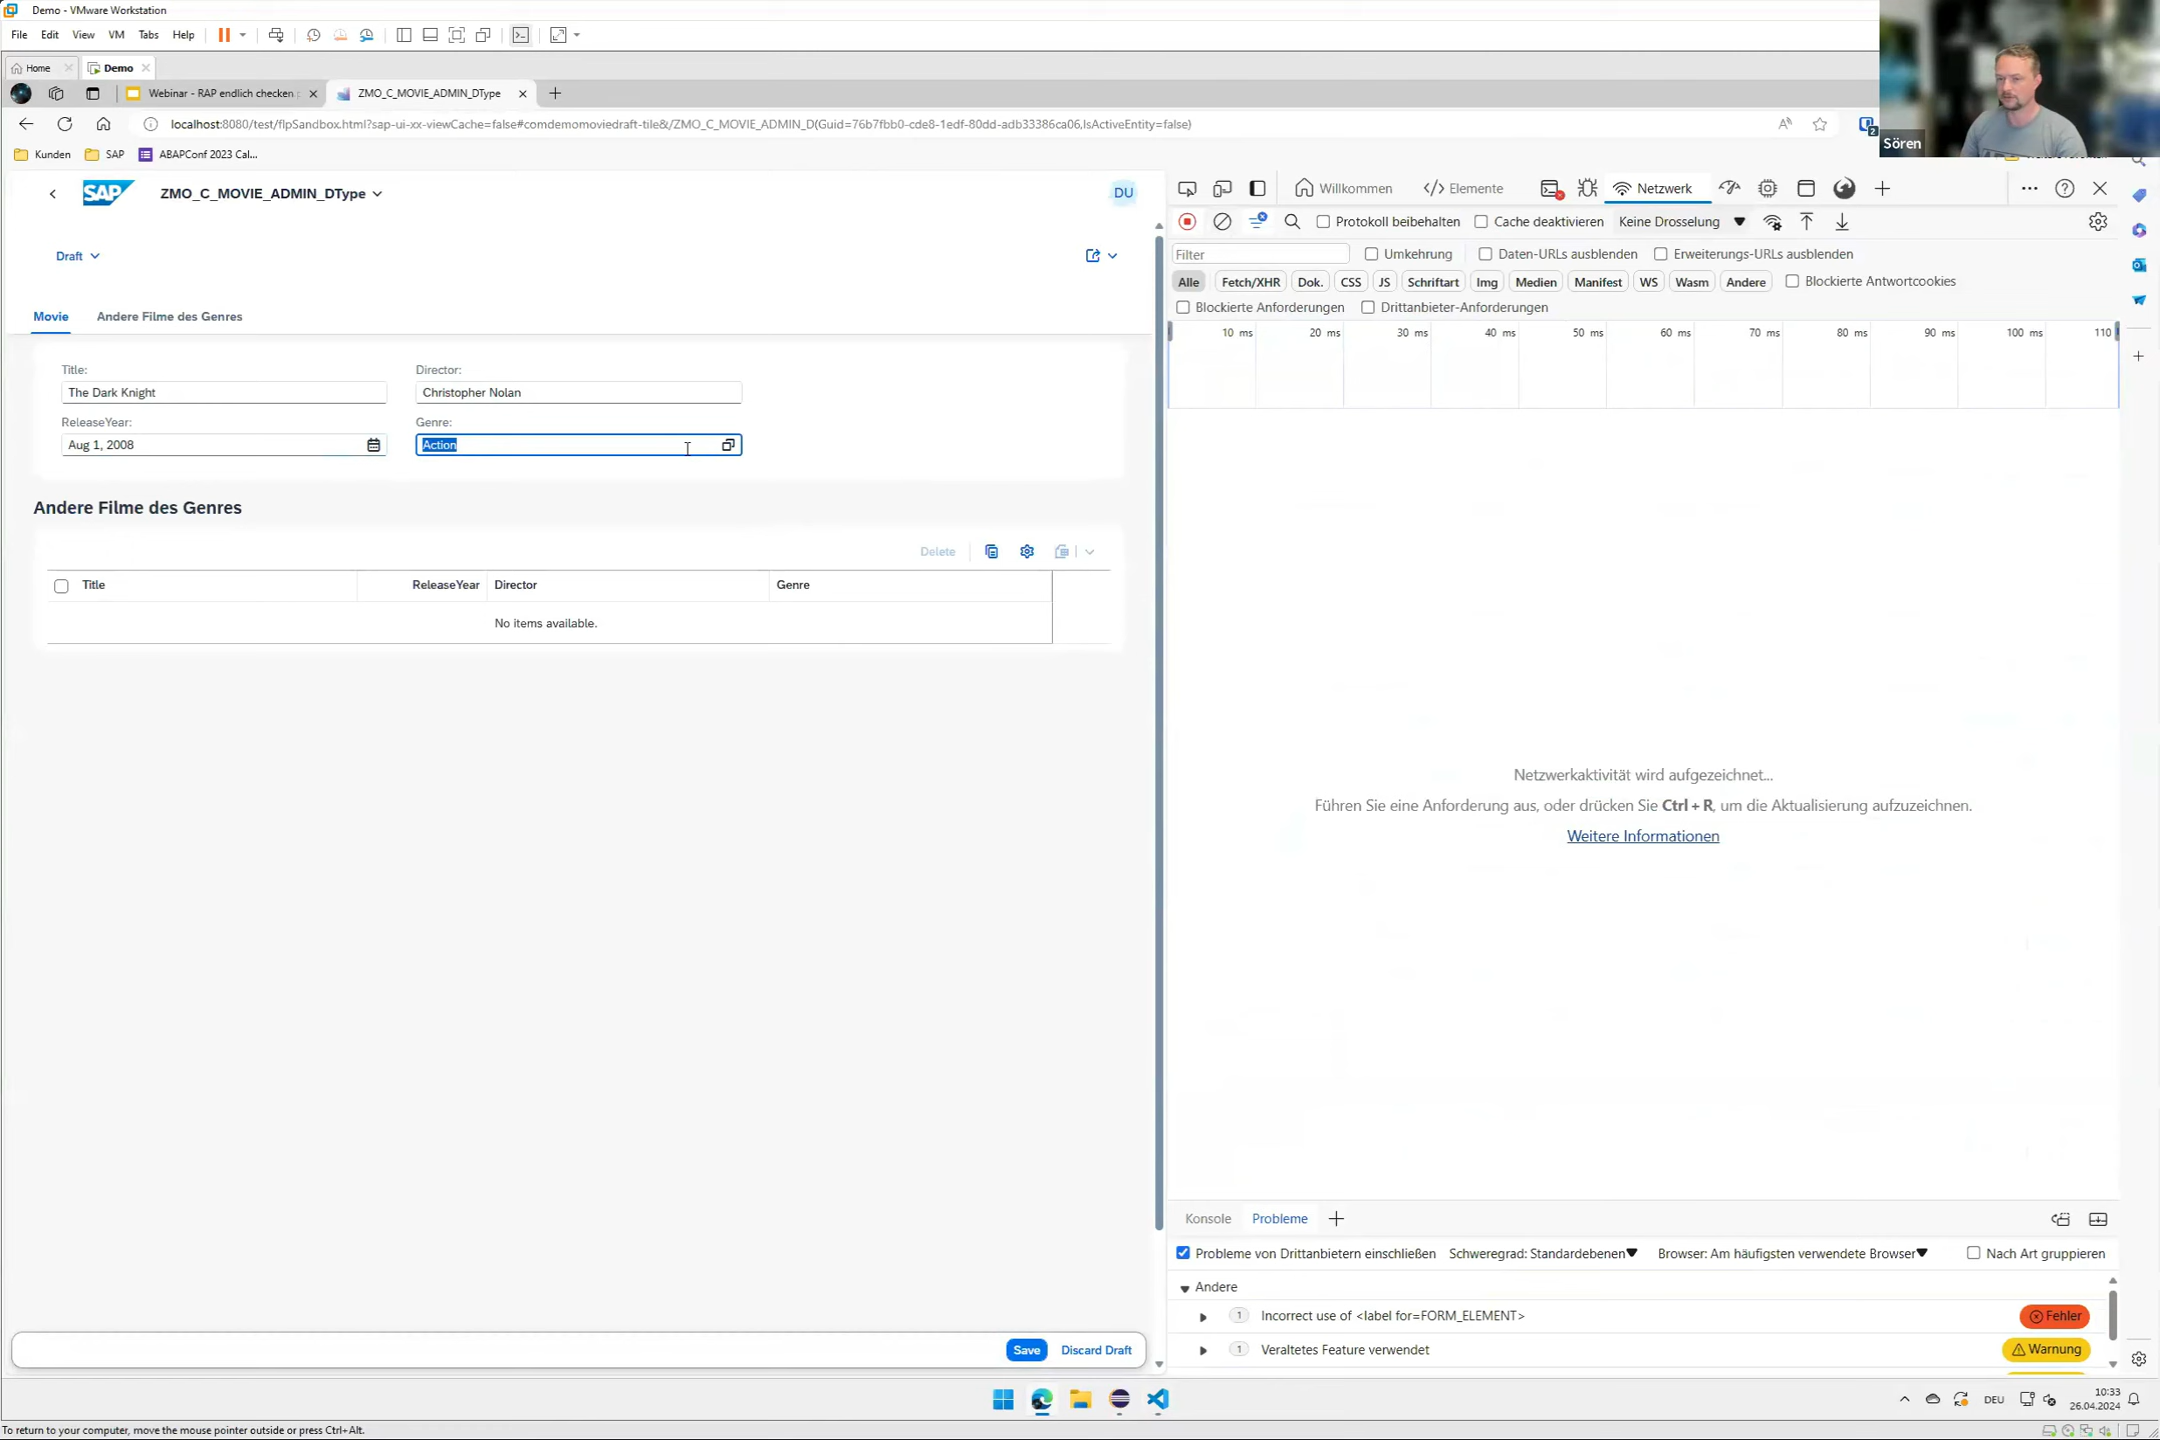 Demo - VMware Workstation
File Edit View VM Tabs Help
Home Demo
Webinar - RAP endlich checken. ZMO_C_MOVIE_ADMIN_DType
localhost:8080/test/flpSandbox.html?sap-ui-xx-viewCache=false#comdemomoviedraft-tile&/ZMO_C_MOVIE_ADMIN_D(Guid=76b7fbb0-cde8-1edf-80dd-adb33386ca06,IsActiveEntity=false)
Sören
Kunden SAP ABAPConf 2023 Cal...
SAP ZMO_C_MOVIE_ADMIN_DType DU
Draft
Movie Andere Filme des Genres
Title: Director:
The Dark Knight Christopher Nolan
ReleaseYear: Genre:
Aug 1, 2008 Action
Andere Filme des Genres
Delete
Title ReleaseYear Director Genre
No items available.
Save Discard Draft
Willkommen Elemente Netzwerk
Protokoll beibehalten Cache deaktivieren Keine Drosselung
Filter Umkehrung Daten-URLs ausblenden Erweiterungs-URLs ausblenden
Alle Fetch/XHR Dok. CSS JS Schriftart Img Medien Manifest WS Wasm Andere Blockierte Antwortcookies
Blockierte Anforderungen Drittanbieter-Anforderungen
10 ms 20 ms 30 ms 40 ms 50 ms 60 ms 70 ms 80 ms 90 ms 100 ms 110
Netzwerkaktivität wird aufgezeichnet...
Führen Sie eine Anforderung aus, oder drücken Sie Ctrl + R, um die Aktualisierung aufzuzeichnen.
Weitere Informationen
Konsole Probleme
Probleme von Drittanbietern einschließen Schweregrad: Standardebenen Browser: Am häufigsten verwendete Browser Nach Art gruppieren
Andere
1 Incorrect use of <label for=FORM_ELEMENT> Fehler
1 Veraltetes Feature verwendet Warnung
DEU 10:33
26.04.2024
To return to your computer, move the mouse pointer outside or press Ctrl+Alt.